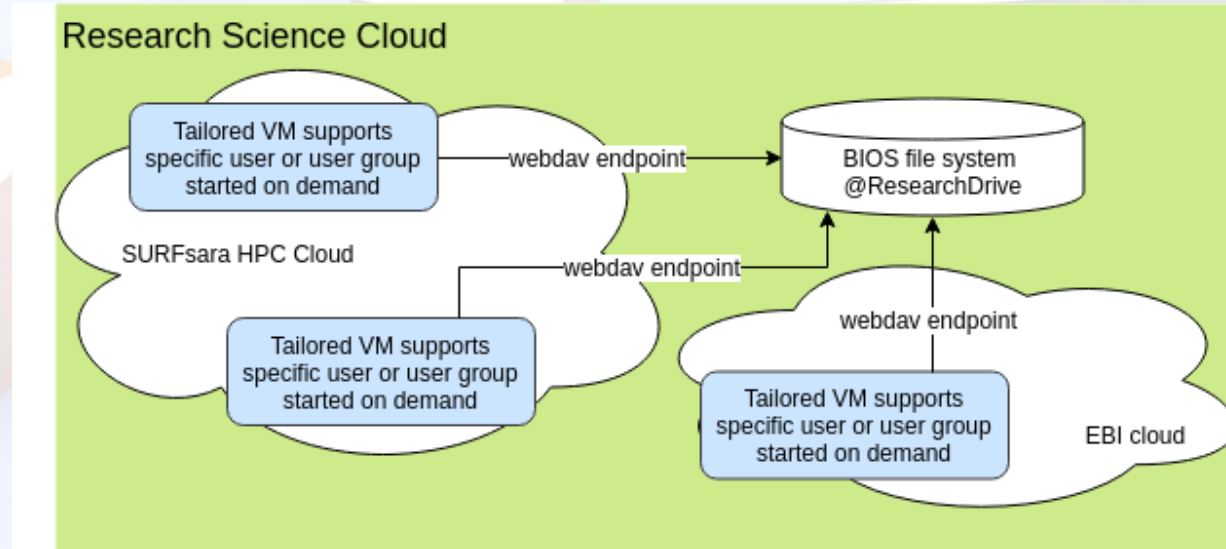 Research Science Cloud
Tailored VM supports
specific user or user group
started on demand
webdav endpoint
BIOS file system
@ResearchDrive
SURFsara HPC Cloud
webdav endpoint
Tailored VM supports
specific user or user group
started on demand
webdav endpoint
Tailored VM supports
specific user or user group
started on demand
EBI cloud